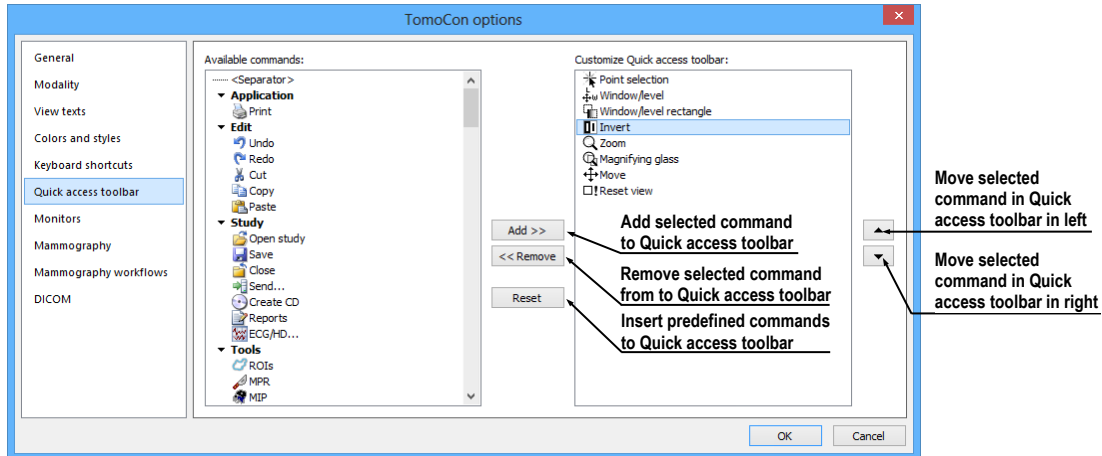 TomoCon options
General
Modality
View texts
Colors and styles
Keyboard shortcuts
Quick access toolbar
Monitors
Mammography
Mammography workflows
DICOM
Available commands:
<Separator>
Application
Print
Edit
Undo
Redo
Cut
Copy
Paste
Study
Open study
Save
Close
Send...
Create CD
Reports
ECG/HD...
Tools
ROIs
MPR
MIP
Add >>
<< Remove
Reset
Customize Quick access toolbar:
Point selection
Window/level
Window/level rectangle
Invert
Zoom
Magnifying glass
Move
Reset view
Add selected command
to Quick access toolbar
Remove selected command
from to Quick access toolbar
Insert predefined commands
to Quick access toolbar
Move selected
command in Quick
access toolbar in left
Move selected
command in Quick
access toolbar in right
OK
Cancel